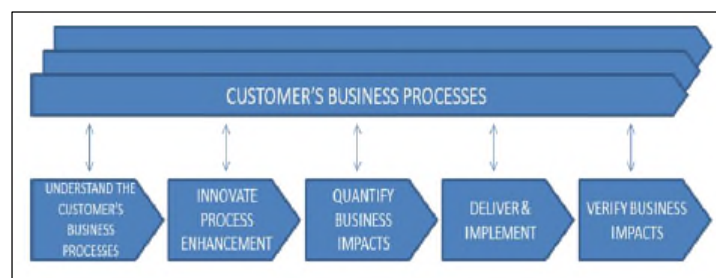 CUSTOMER'S BUSINESS PROCESSES
UNDERSTAND THE
CUSTOMER'S
BUSINESS
PROCESSES
INNOVATE
PROCESS
ENHANCEMENT
QUANTIFY
BUSINESS
IMPACTS
DELIVER &
IMPLEMENT
VERIFY BUSINESS
IMPACTS